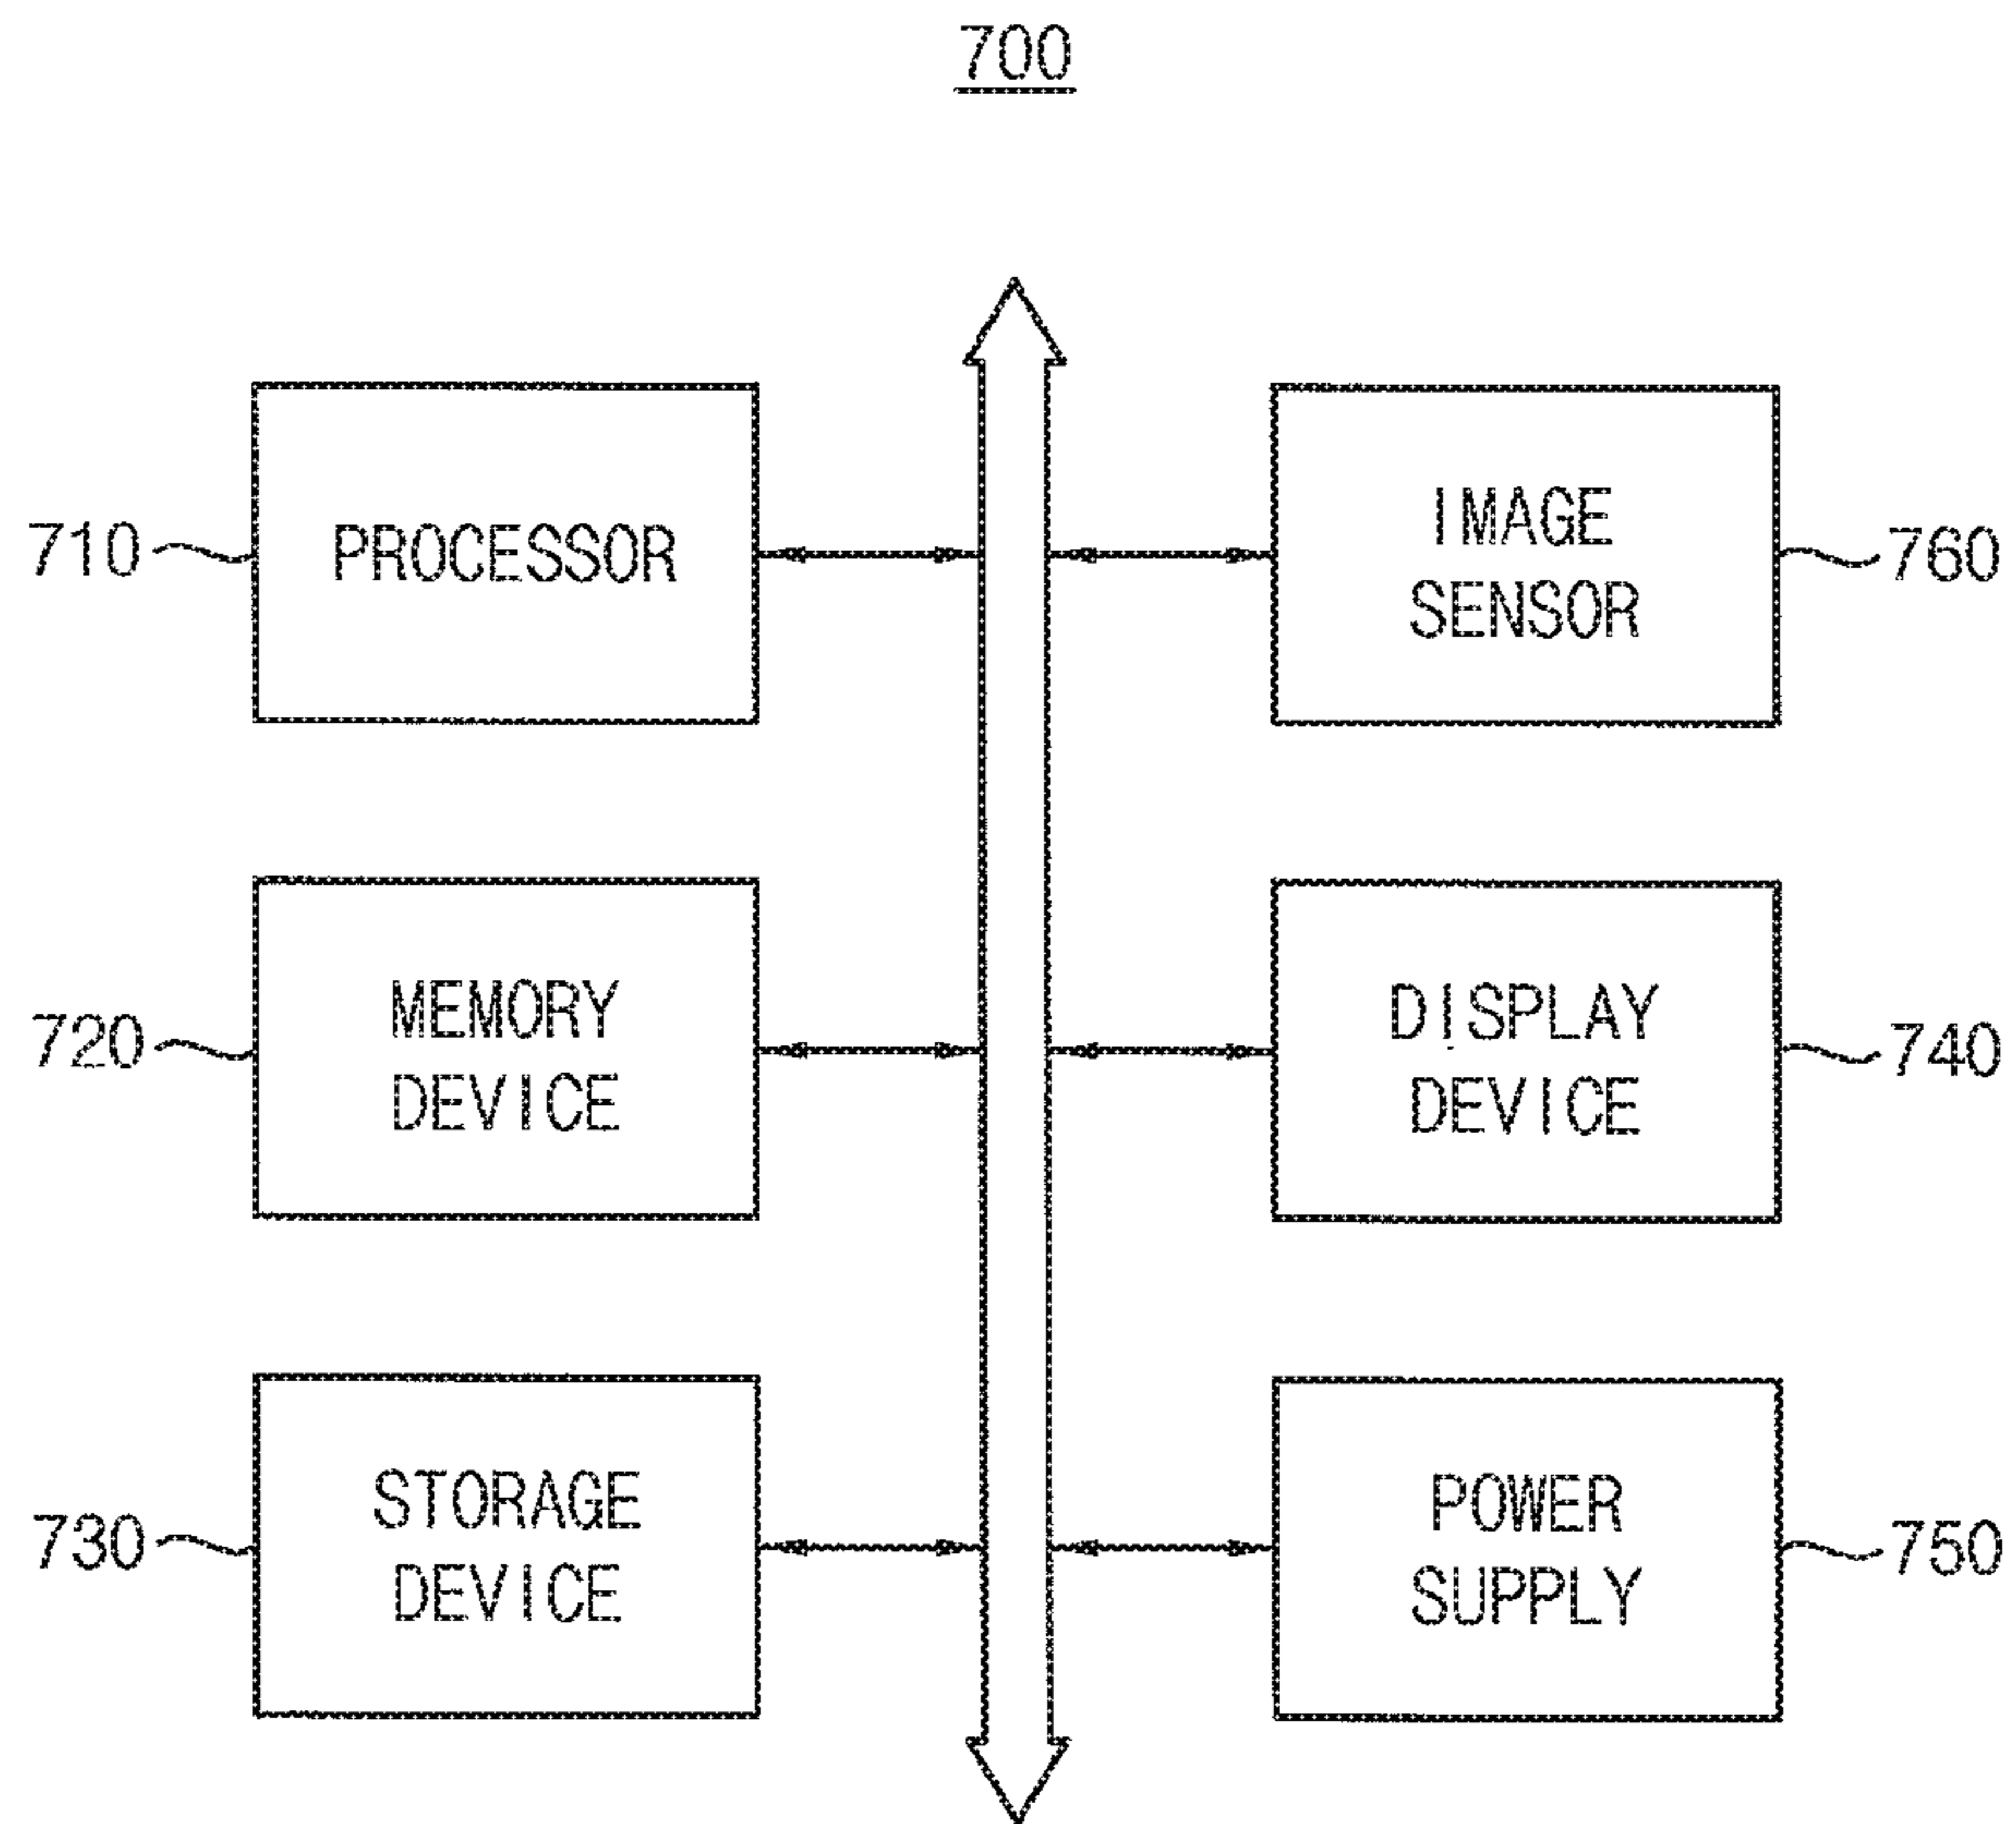 700
710
PROCESSOR
IMAGE
SENSOR
760
720
MEMORY
DEVICE
DISPLAY
DEVICE
740
730
STORAGE
DEVICE
POWER
SUPPLY
750